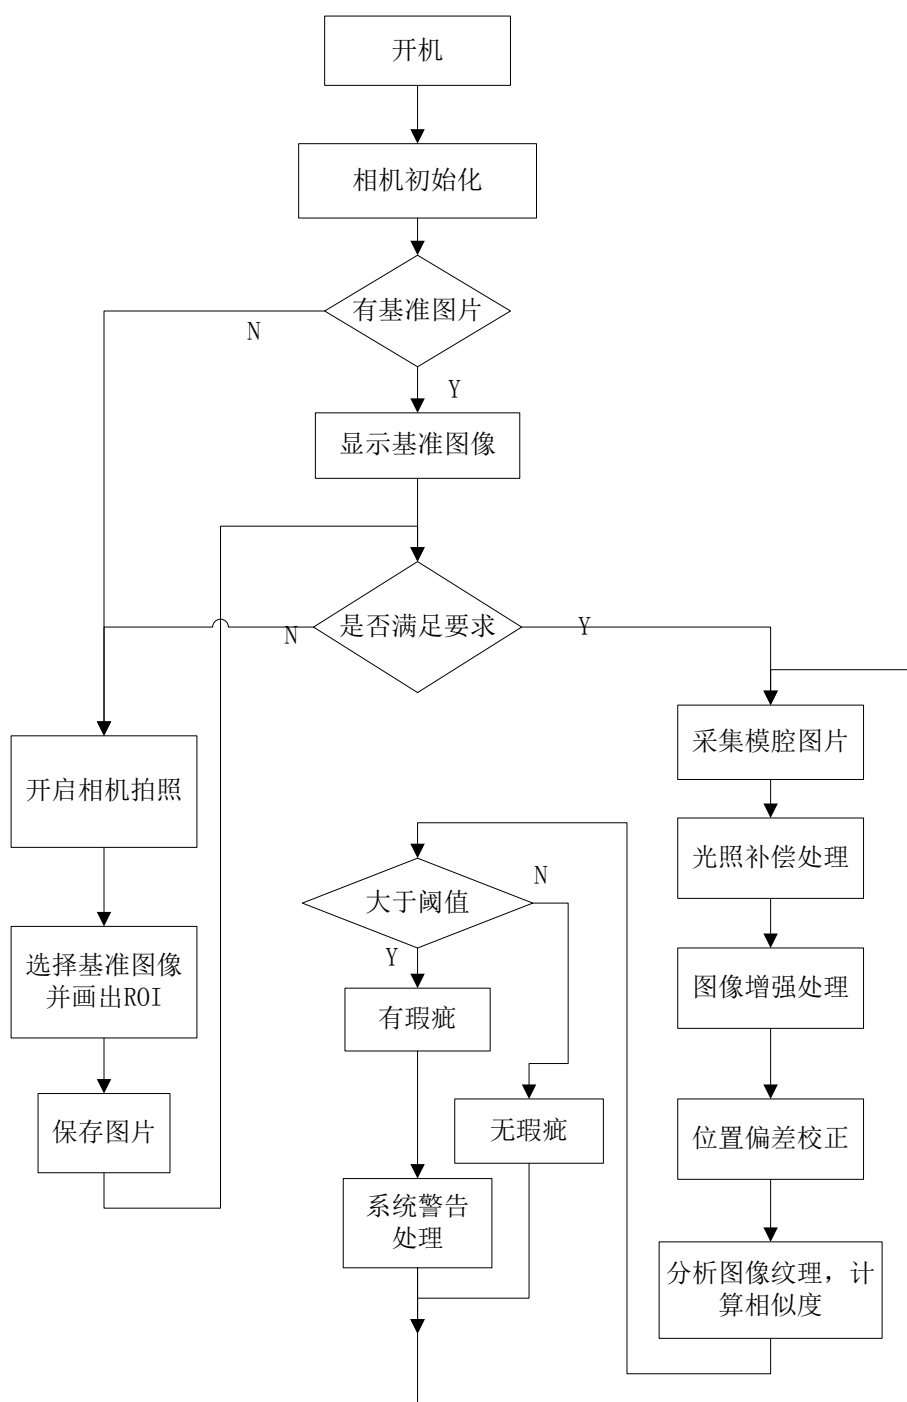 开机
相机初始化
有基准图片
N
Y
显示基准图像
是否满足要求
N
Y
开启相机拍照
选择基准图像
并画出ROI
保存图片
采集模腔图片
光照补偿处理
图像增强处理
位置偏差校正
分析图像纹理，计
算相似度
大于阈值
N
Y
有瑕疵
无瑕疵
系统警告
处理